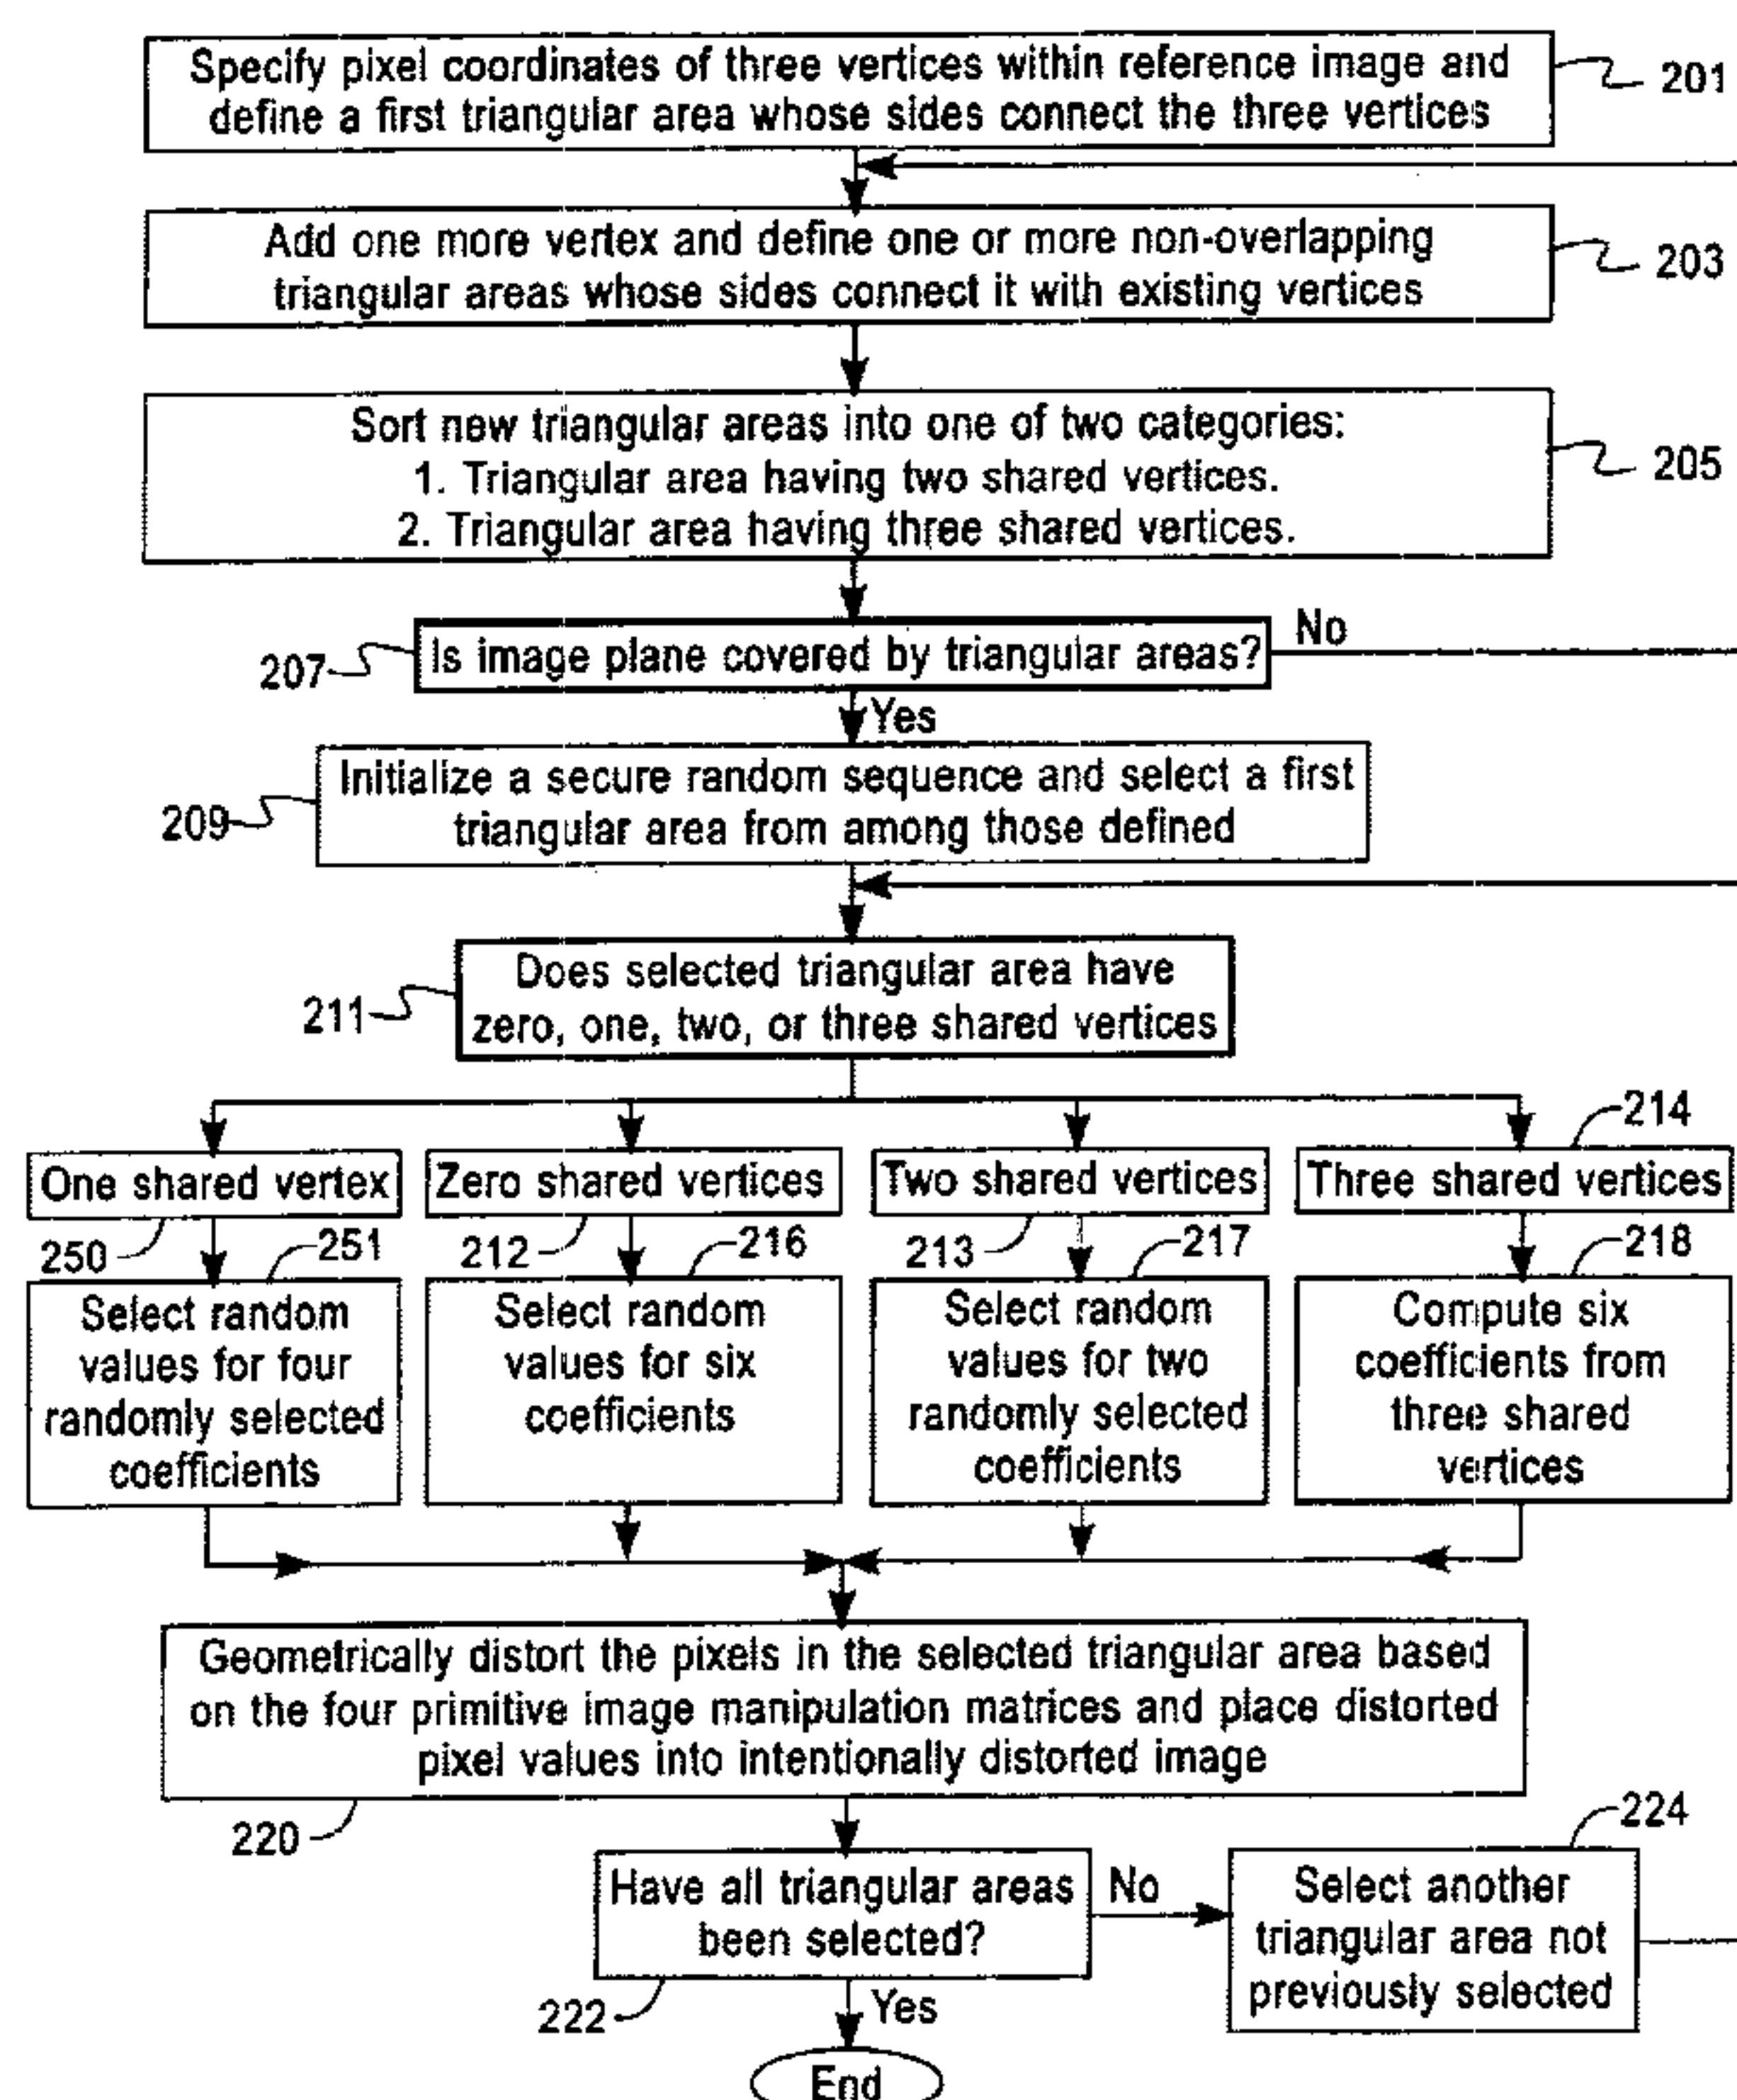 Specify pixel coordinates of three vertices within reference image and
define a first triangular area whose sides connect the three vertices
201
Add one more vertex and define one or more non-overlapping
triangular areas whose sides connect it with existing vertices
203
Sort new triangular areas into one of two categories:
1. Triangular area having two shared vertices.
2. Triangular area having three shared vertices.
205
207
Is image plane covered by triangular areas?
No
Yes
Initialize a secure random sequence and select a first
triangular area from among those defined
209
Does selected triangular area have
zero, one, two, or three shared vertices
211
214
One shared vertex
Zero shared vertices
Two shared vertices
Three shared vertices
250
251
212
216
213
217
218
Select random
values for four
randomly selected
coefficients
Select random
values for six
coefficients
Select random
values for two
randomly selected
coefficients
Compute six
coefficients from
three shared
vertices
Geometrically distort the pixels in the selected triangular area based
on the four primitive image manipulation matrices and place distorted
pixel values into intentionally distorted image
220
224
Have all triangular areas
been selected?
No
Select another
triangular area not
previously selected
222
Yes
End